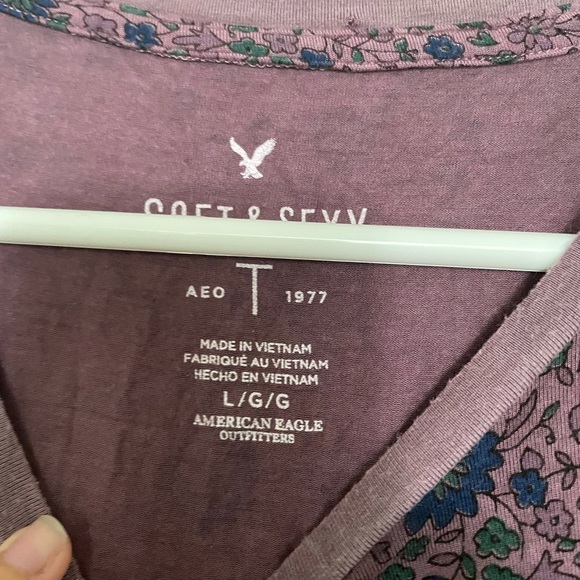 SOFT & SEXY
AEO T 1977
MADE IN VIETNAM
FABRIQUÉ AU VIETNAM
HECHO EN VIETNAM
L/G/G
AMERICAN EAGLE
OUTFITTERS